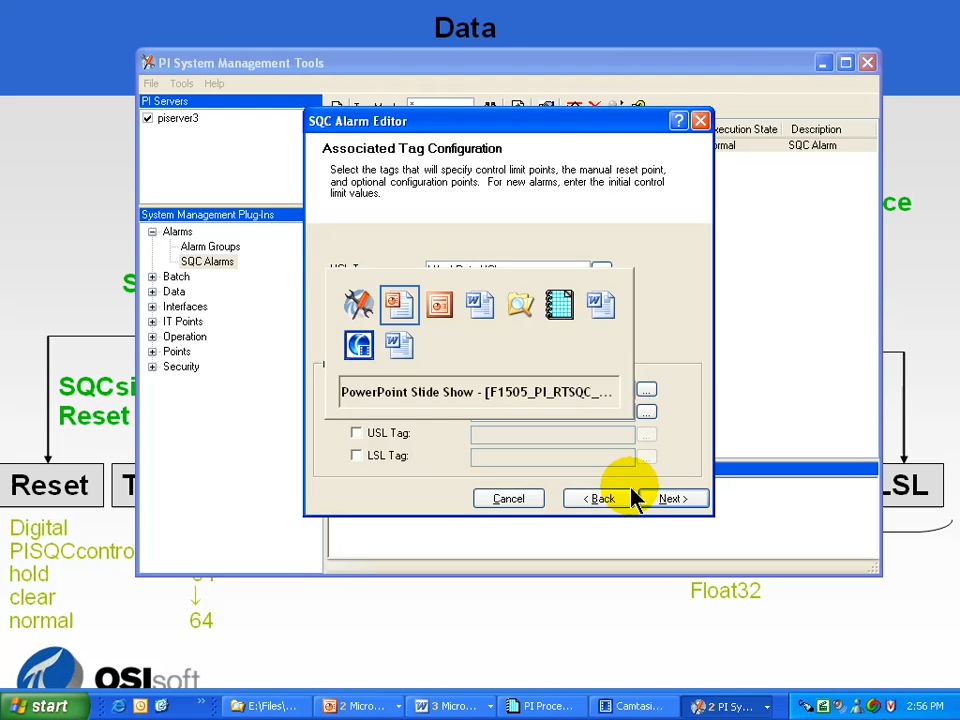 Data
PI System Management Tools
File Tools Help
PI Servers
piserver3
System Management Plug-Ins
Alarms
Alarm Groups
SQC Alarms
Batch
Data
Interfaces
IT Points
Operation
Points
Security
Execution State
Description
SQC Alarm
SQC Alarm Editor
Associated Tag Configuration
Select the tags that will specify control limit points, the manual reset point,
and optional configuration points. For new alarms, enter the initial control
limit values.
PowerPoint Slide Show - [F1505_PI_RTSQC_...
USL Tag:
LSL Tag:
Cancel
< Back
Next >
SQCsi
Reset
Reset
LSL
Digital
PISQCcontro
hold
clear
↓
normal
64
Float32
OSIsoft
start
E:\Files\...
2 Micro...
3 Micro...
PI Proce...
Camtasi...
2 PI Sy...
2:56 PM